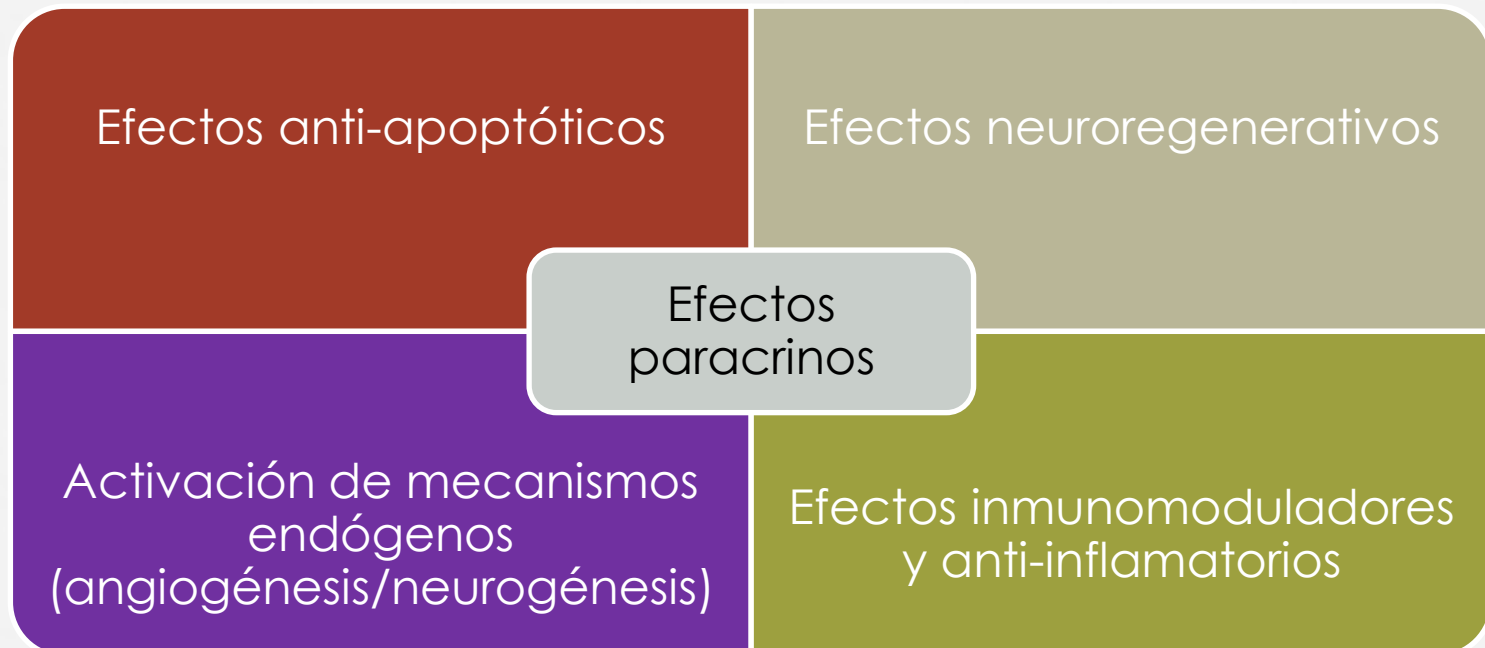 Efectos anti-apoptóticos
Efectos neuroregenerativos
Efectos
paracrinos
Activación de mecanismos
endógenos
(angiogénesis/neurogénesis)
Efectos inmunomoduladores
y anti-inflamatorios